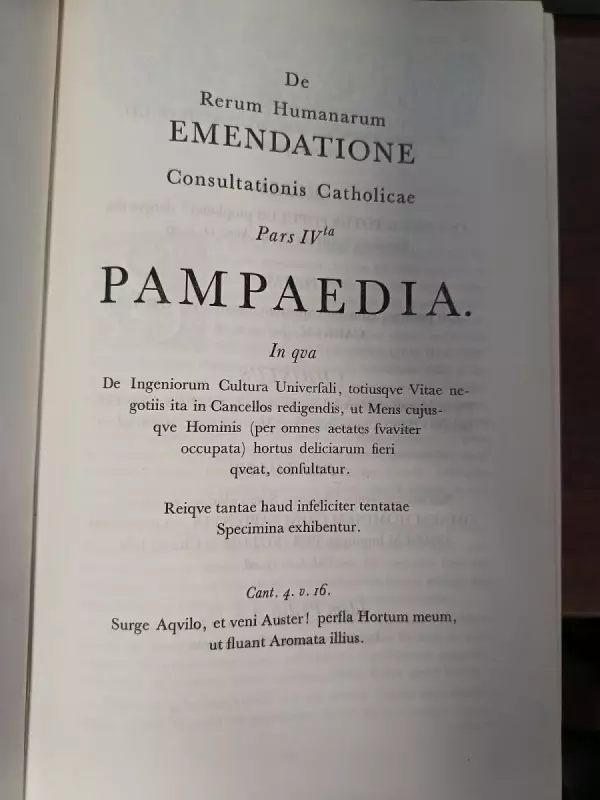 De
Rerum Humanarum
EMENDATIONE
Consultationis Catholicae
Pars IVta
PAMPAEDIA.
In qva
De Ingeniorum Cultura Univerſali, totiusqve Vitae ne-
gotiis ita in Cancellos redigendis, ut Mens cujus-
qve Hominis (per omnes aetates ſvaviter
occupata) hortus deliciarum fieri
qveat, conſultatur.
Reiqve tantae haud infeliciter tentatae
Specimina exhibentur.
Cant. 4. v. 16.
Surge Aqvilo, et veni Auster! perfla Hortum meum,
ut fluant Aromata illius.